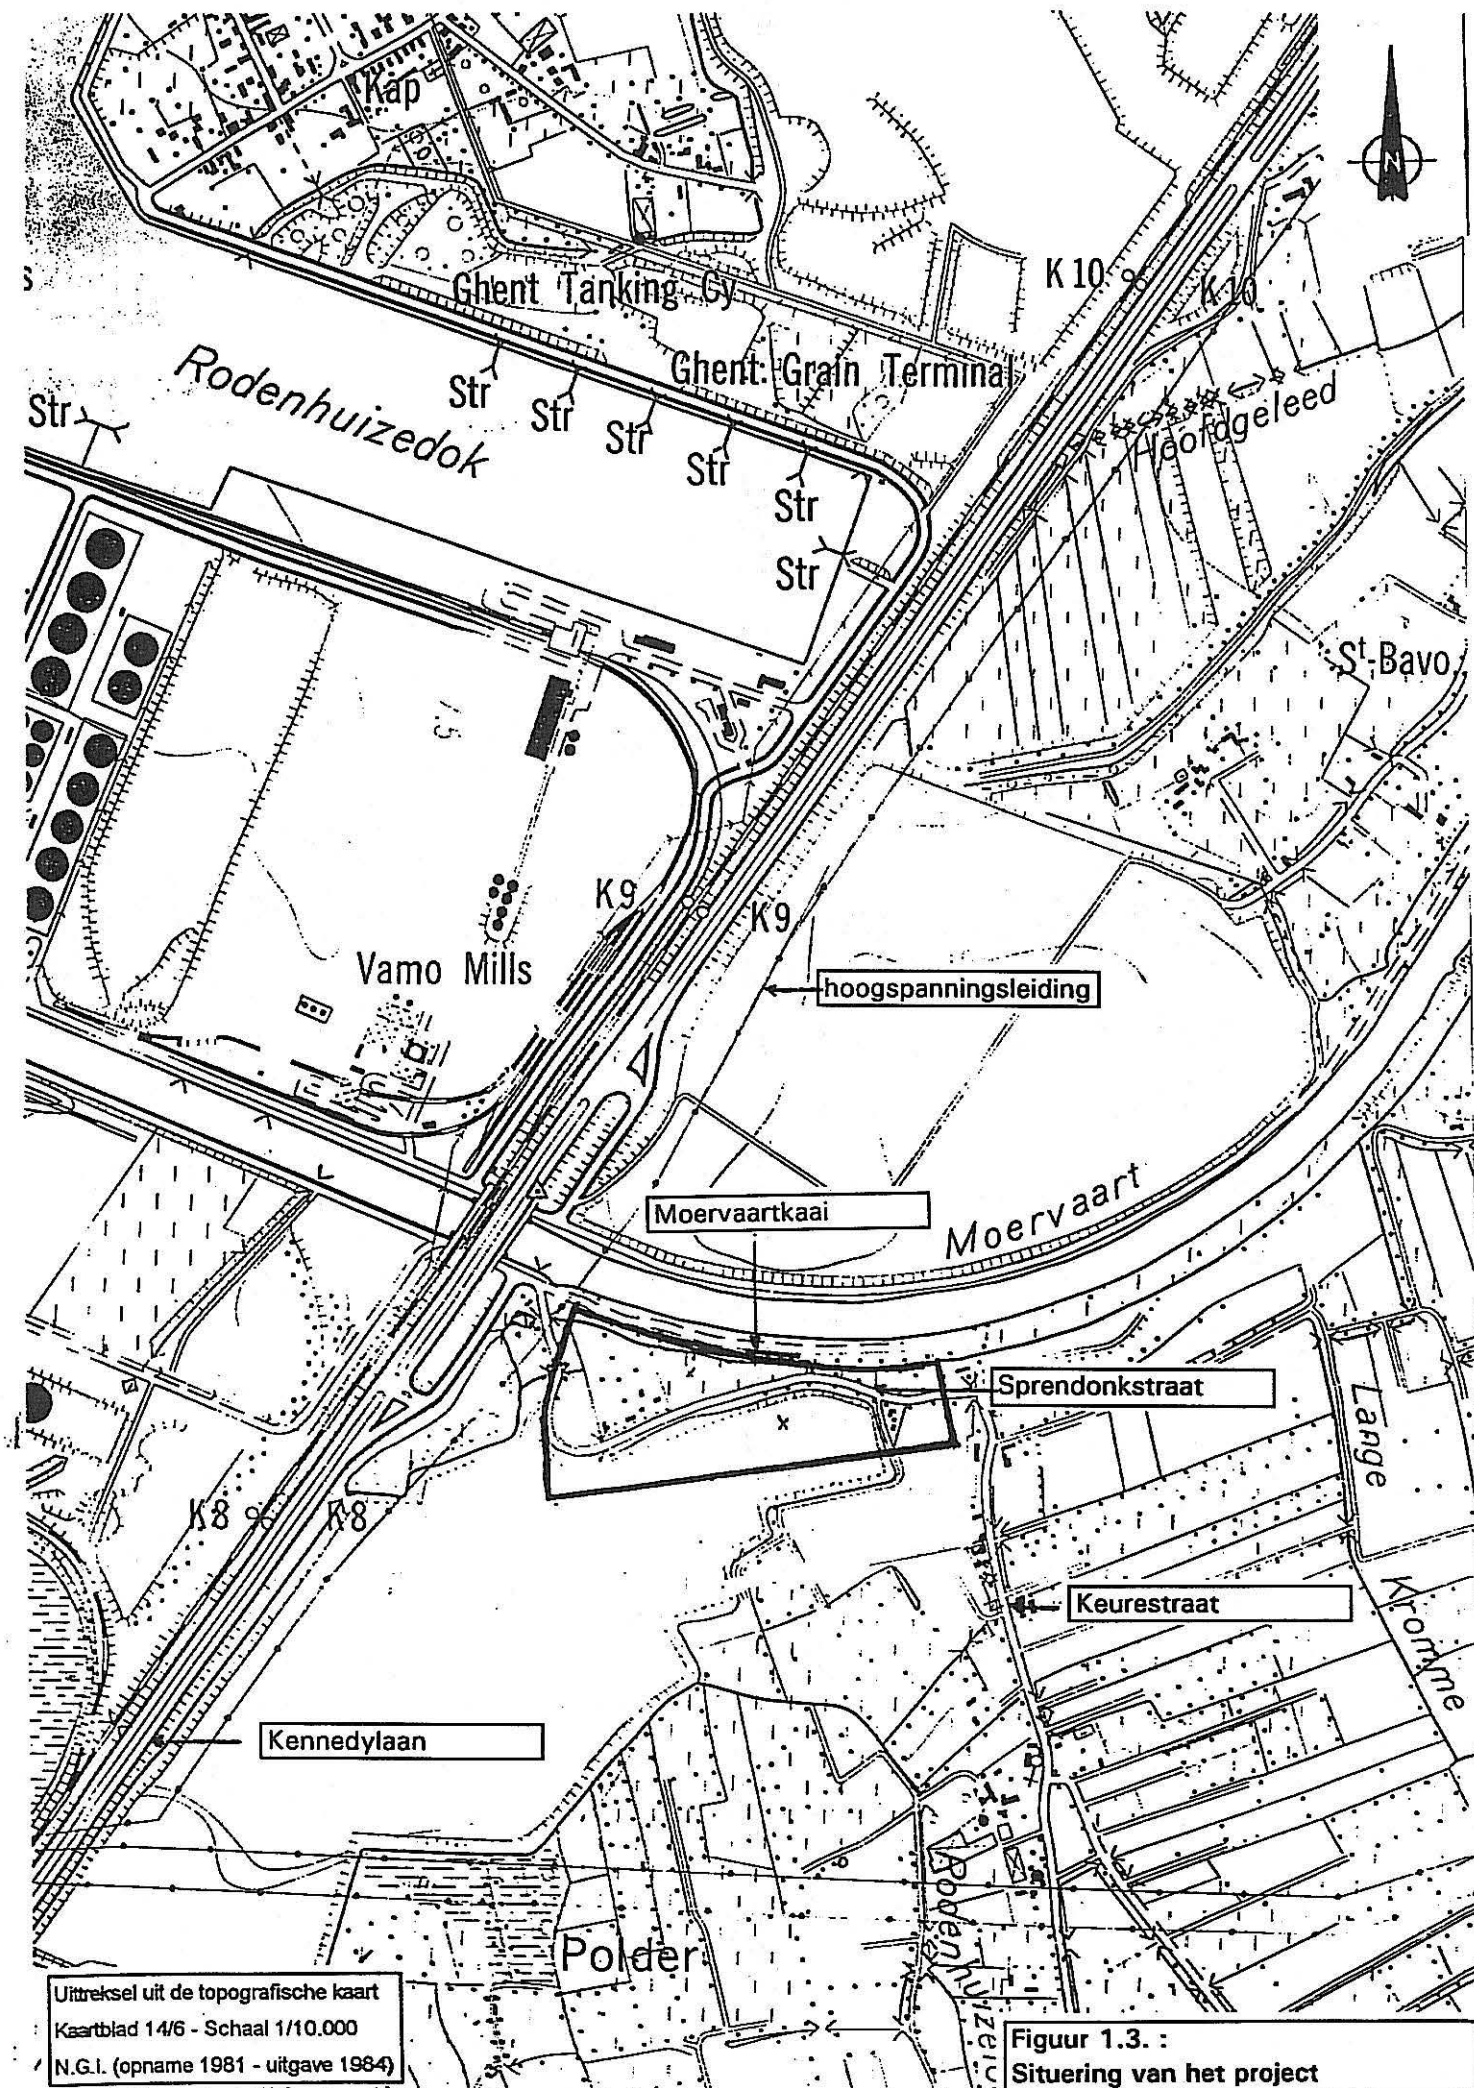 Kap
N
Ghent Tanking Cy
K 10
K 10
Ghent Grain Terminal
Rodenhuizedok
Str
Str
Str
Str
Str
Str
Str
Hoofdgeleed
St-Bavo
K9
K9
Vamo Mills
hoogspanningsleiding
Moervaartkaai
Moervaart
Sprendonkstraat
Lange
Kromme
K8
K8
Keurestraat
Kennedylaan
Polder
Uittreksel uit de topografische kaart
Kaartblad 14/6 - Schaal 1/10.000
N.G.I. (opname 1981 - uitgave 1984)
Figuur 1.3. :
Situering van het project